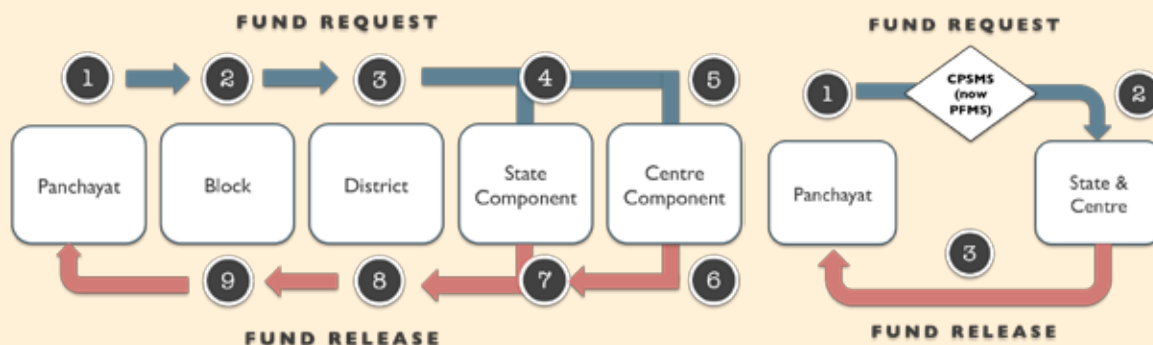 FUND REQUEST
1
2
3
4
5
Panchayat
Block
District
State
Component
Centre
Component
9
8
7
6
FUND RELEASE
FUND REQUEST
1
CPSMS
(now
PFMS)
2
Panchayat
State &
Centre
3
FUND RELEASE